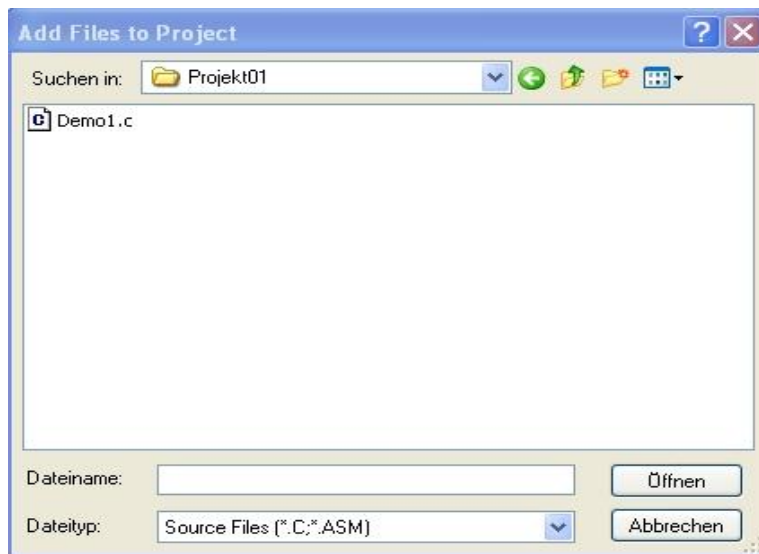 Add Files to Project
Suchen in: Projekt01
Demo1.c
Dateiname: Öffnen
Dateityp: Source Files (*.C;*.ASM) Abbrechen